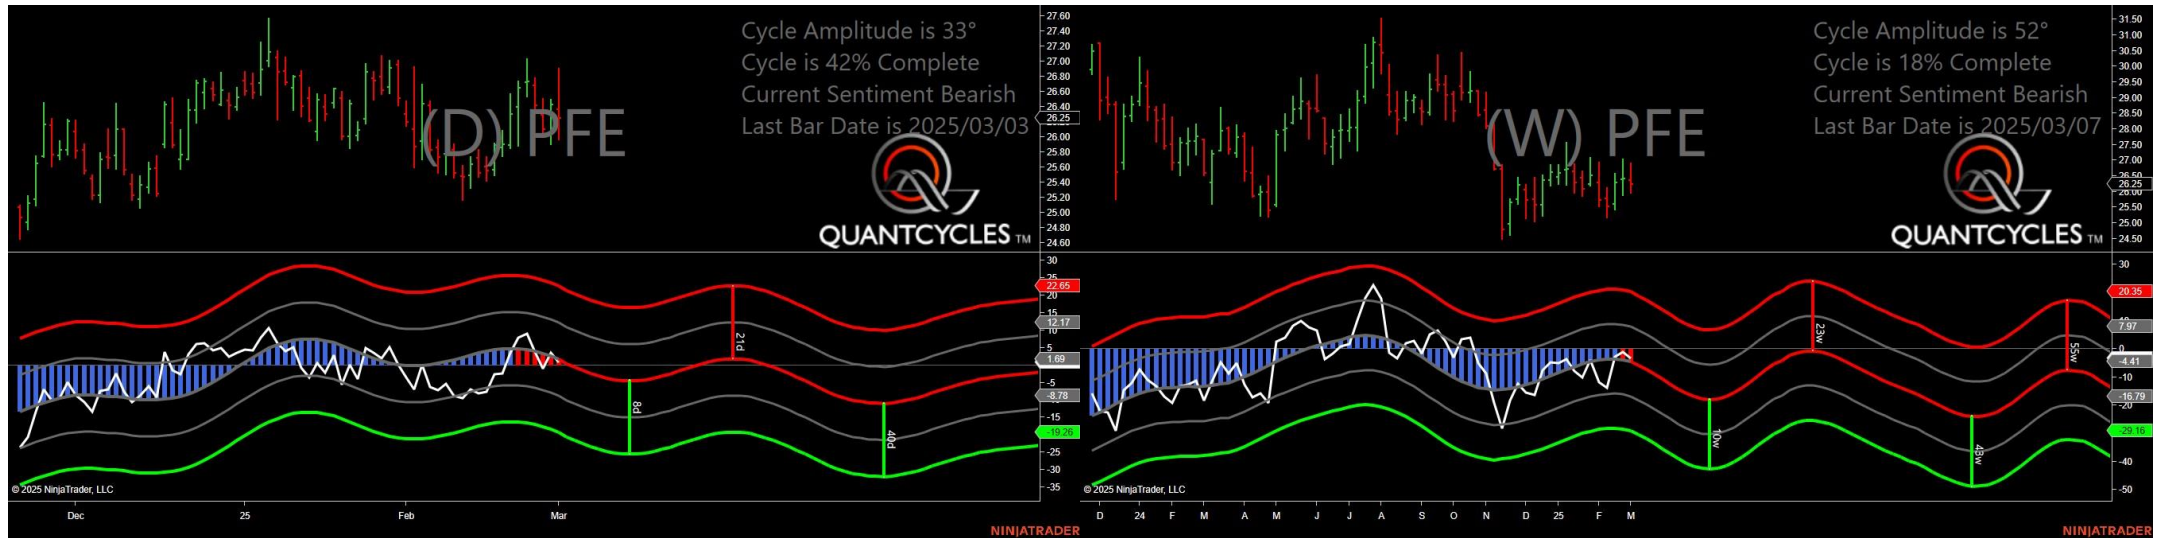 Cycle Amplitude is 33°
Cycle is 42% Complete
Current Sentiment Bearish
Last Bar Date is 2025/03/03
(D) PFE
QUANTCYCLES TM
27.60
27.40
27.20
27.00
26.80
26.60
26.40
26.25
26.00
25.80
25.60
25.40
25.20
25.00
24.80
24.60
30
25
22.65
20
15
12.17
10
5
1.69
-5
-8.78
-15
-19.26
-25
-30
-35
21d
8d
40d
© 2025 NinjaTrader, LLC
Dec
25
Feb
Mar
NINJATRADER
Cycle Amplitude is 52°
Cycle is 18% Complete
Current Sentiment Bearish
Last Bar Date is 2025/03/07
(W) PFE
QUANTCYCLES TM
31.50
31.00
30.50
30.00
29.50
29.00
28.50
28.00
27.50
27.00
26.50
26.25
26.00
25.50
25.00
24.50
30
20.35
7.97
0
-4.41
-10
-16.79
-20
-29.16
-40
-50
23w
55w
10w
43w
© 2025 NinjaTrader, LLC
D
24
F
M
A
M
J
J
A
S
O
N
D
25
F
M
NINJATRADER